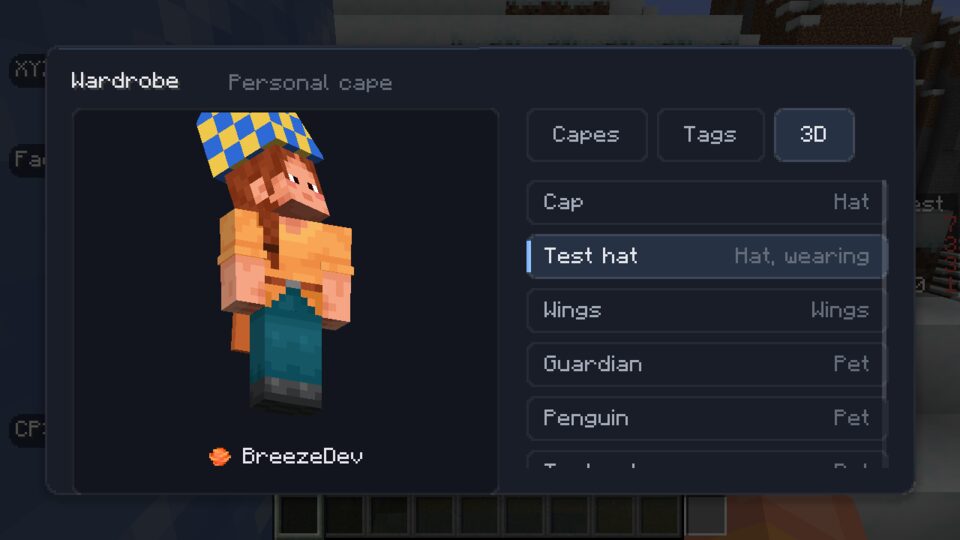 Wardrobe
Personal cape
Capes
Tags
3D
Cap
Hat
Test hat
Hat, wearing
Wings
Wings
Guardian
Pet
Penguin
Pet
BreezeDev